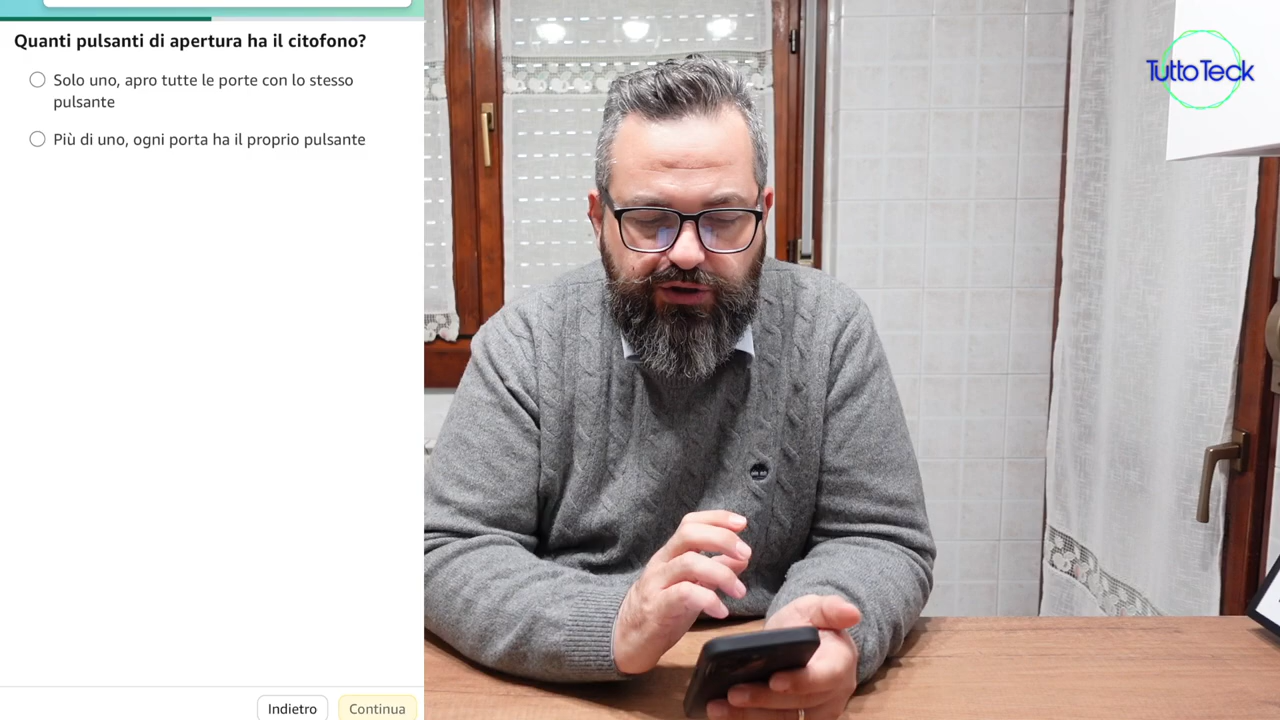 Quanti pulsanti di apertura ha il citofono?
Solo uno, apro tutte le porte con lo stesso
pulsante
Più di uno, ogni porta ha il proprio pulsante
Indietro
Continua
TuttoTeck